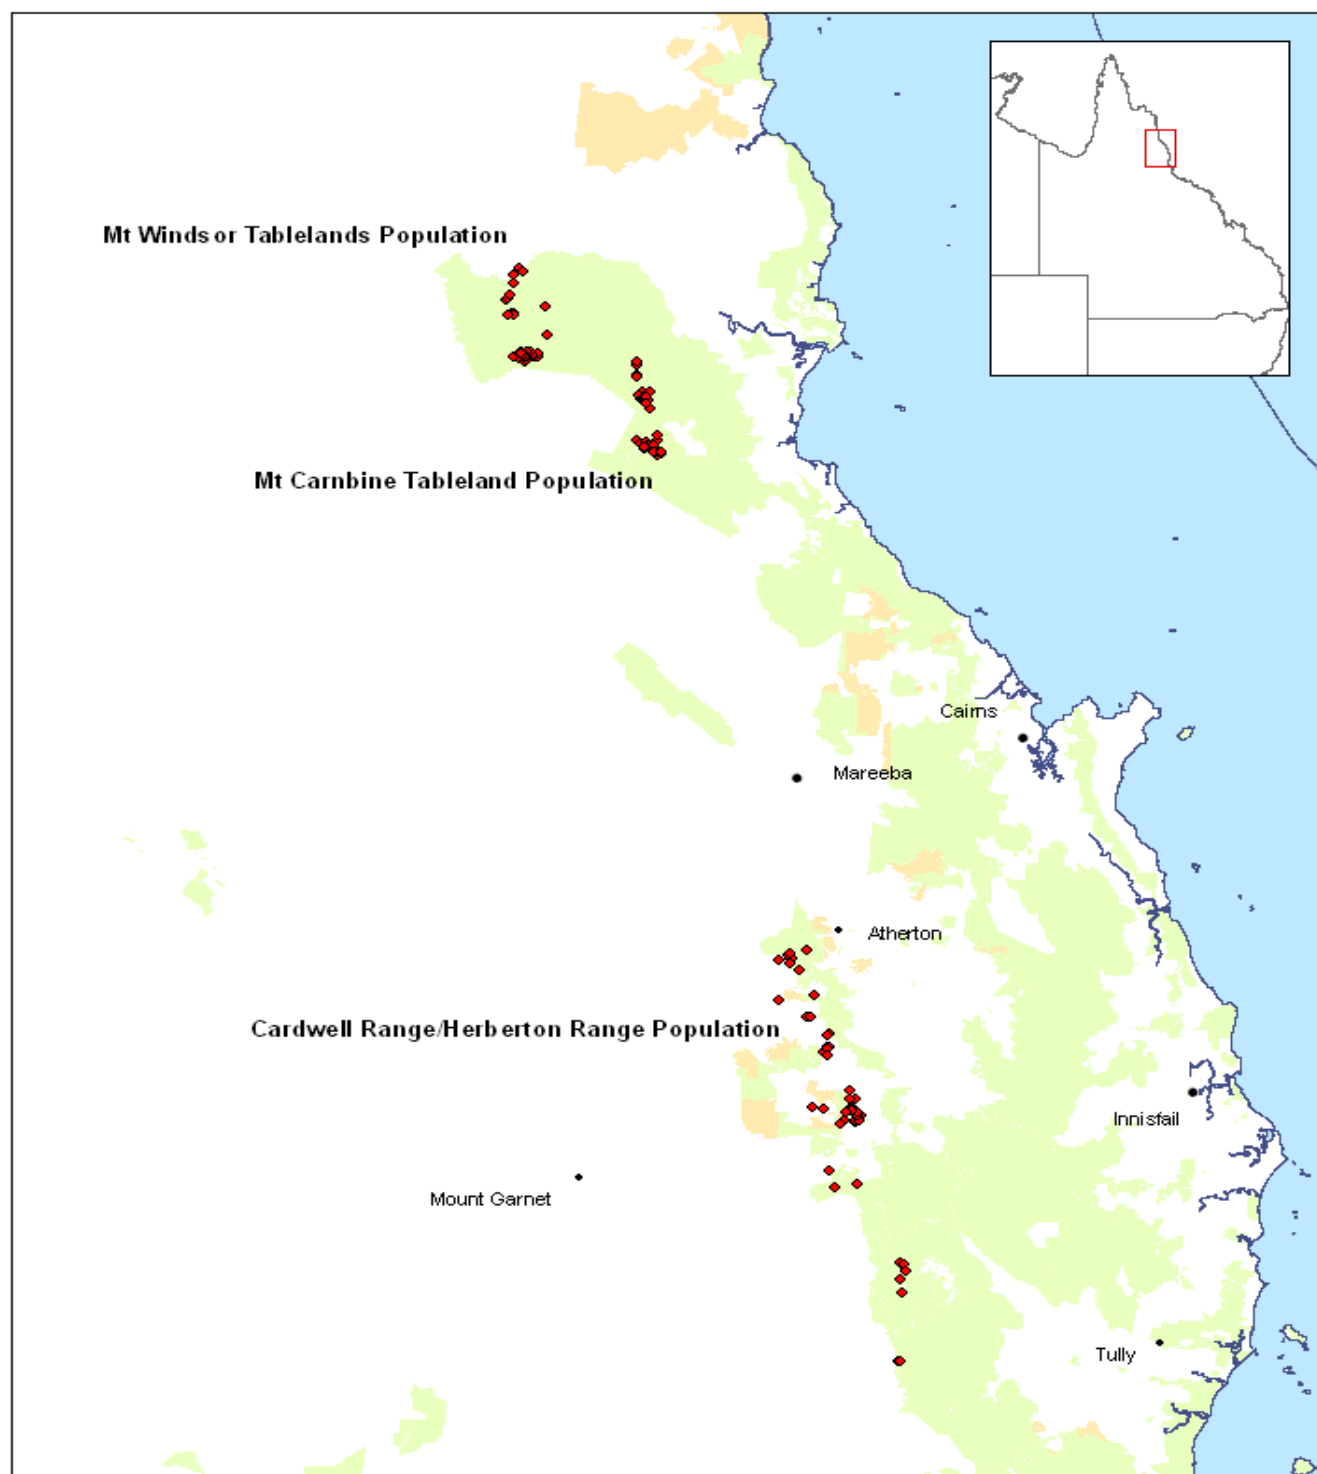 Mt Windsor Tablelands Population
Mt Carnbine Tableland Population
Cairns
Mareeba
Atherton
Cardwell Range/Herberton Range Population
Innisfail
Mount Garnet
Tully